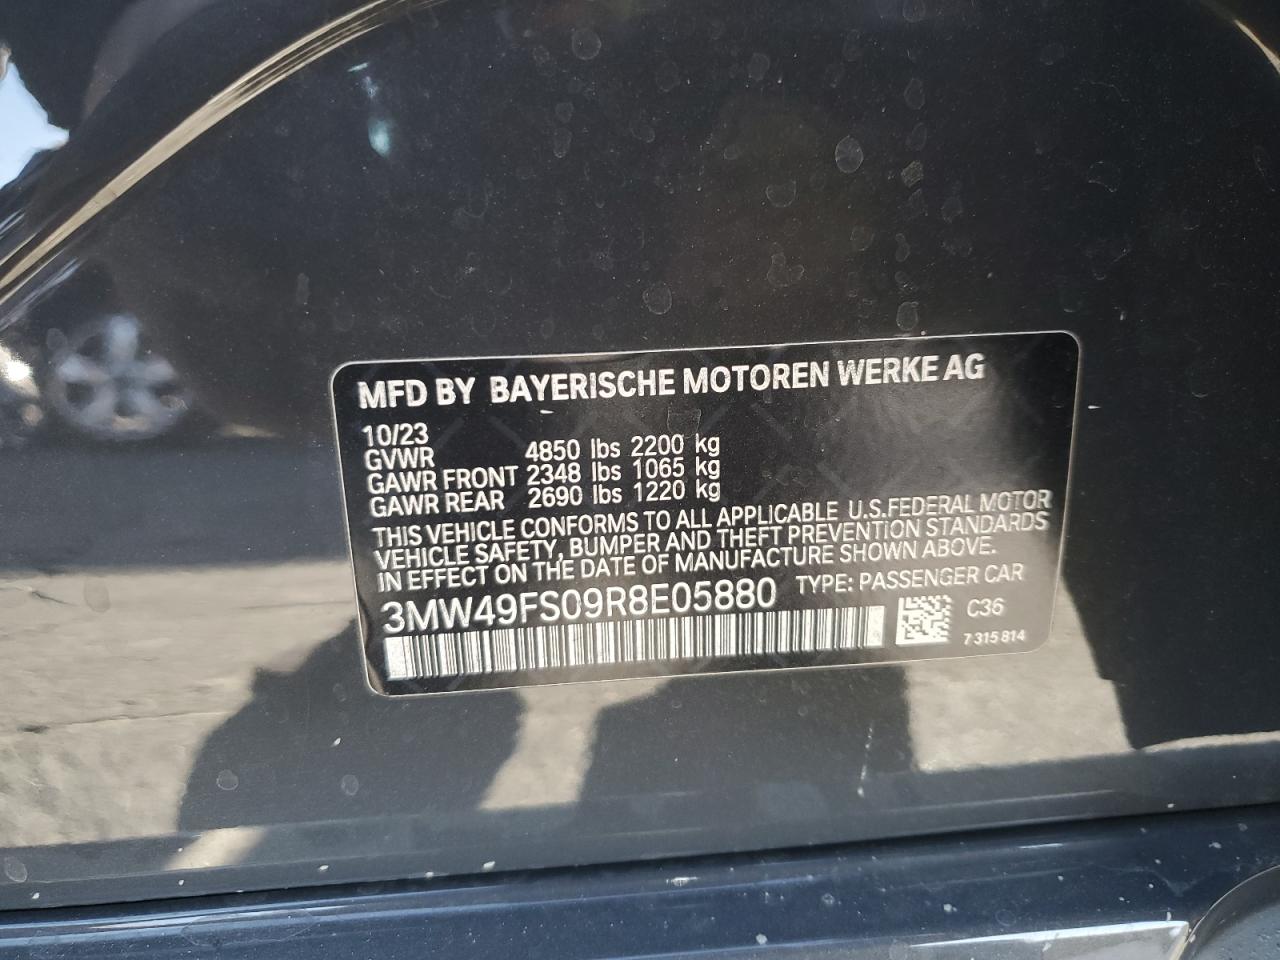 MFD BY BAYERISCHE MOTOREN WERKE AG
10/23
GVWR 4850 lbs 2200 kg
GAWR FRONT 2348 lbs 1065 kg
GAWR REAR 2690 lbs 1220 kg
THIS VEHICLE CONFORMS TO ALL APPLICABLE U.S.FEDERAL MOTOR
VEHICLE SAFETY, BUMPER AND THEFT PREVENTION STANDARDS
IN EFFECT ON THE DATE OF MANUFACTURE SHOWN ABOVE.
3MW49FS09R8E05880 TYPE: PASSENGER CAR
C36
7 315 814